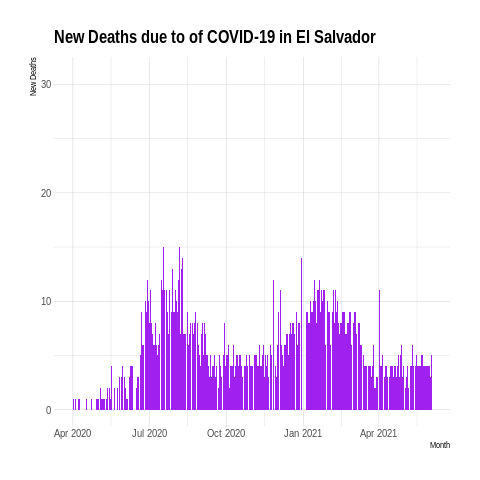 New Deaths due to of COVID-19 in El Salvador
New Deaths
30
20
10
0
Apr 2020 Jul 2020 Oct 2020 Jan 2021 Apr 2021
Month